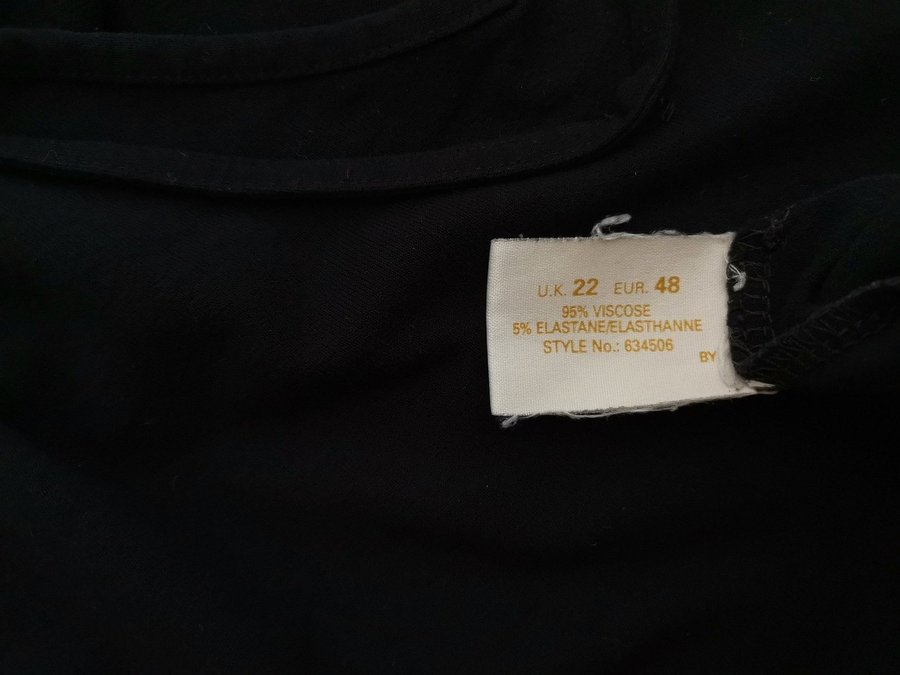 U.K. 22 EUR. 48
95% VISCOSE
5% ELASTANE/ELASTHANNE
STYLE No.: 634506
BY